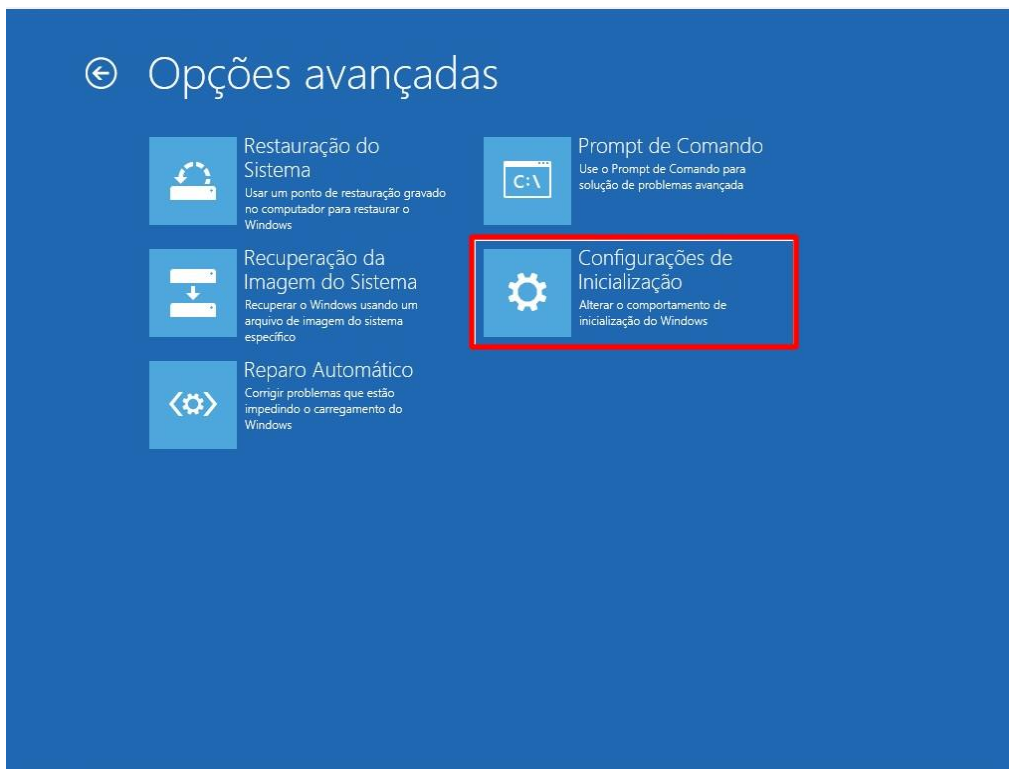 Opções avançadas
Restauração do
Sistema
Usar um ponto de restauração gravado
no computador para restaurar o
Windows
Recuperação da
Imagem do Sistema
Recuperar o Windows usando um
arquivo de imagem do sistema
específico
Reparo Automático
Corrigir problemas que estão
impedindo o carregamento do
Windows
C:\
Prompt de Comando
Use o Prompt de Comando para
solução de problemas avançada
Configurações de
Inicialização
Alterar o comportamento de
inicialização do Windows